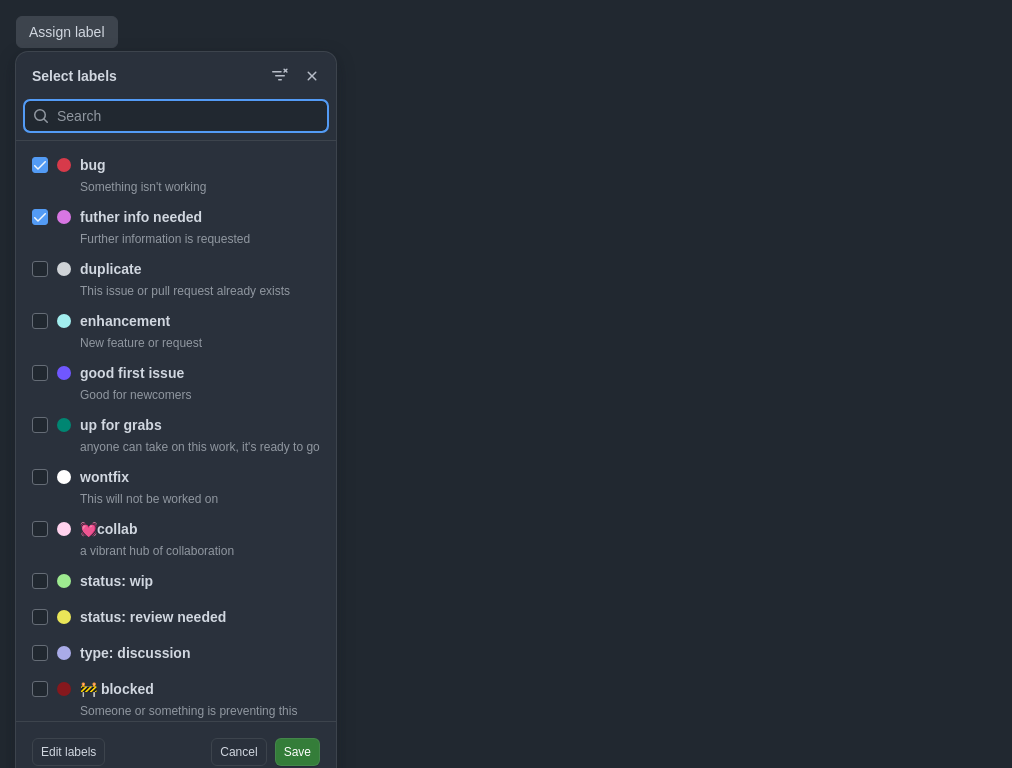 Assign label
Select labels
Search
bug
Something isn't working
futher info needed
Further information is requested
duplicate
This issue or pull request already exists
enhancement
New feature or request
good first issue
Good for newcomers
up for grabs
anyone can take on this work, it's ready to go
wontfix
This will not be worked on
💓collab
a vibrant hub of collaboration
status: wip
status: review needed
type: discussion
🚧 blocked
Someone or something is preventing this
Edit labels Cancel Save